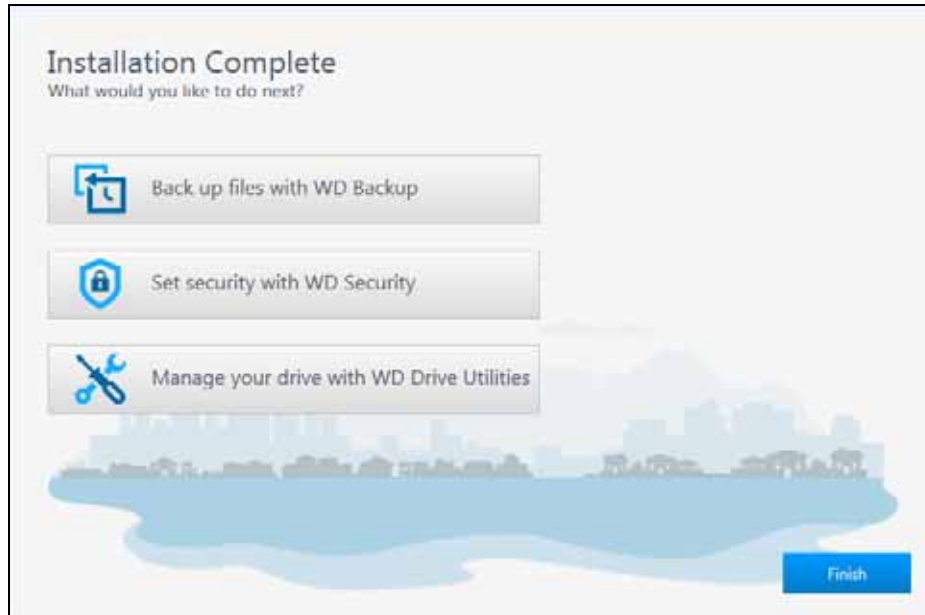 Installation Complete
What would you like to do next?
Back up files with WD Backup
Set security with WD Security
Manage your drive with WD Drive Utilities
Finish